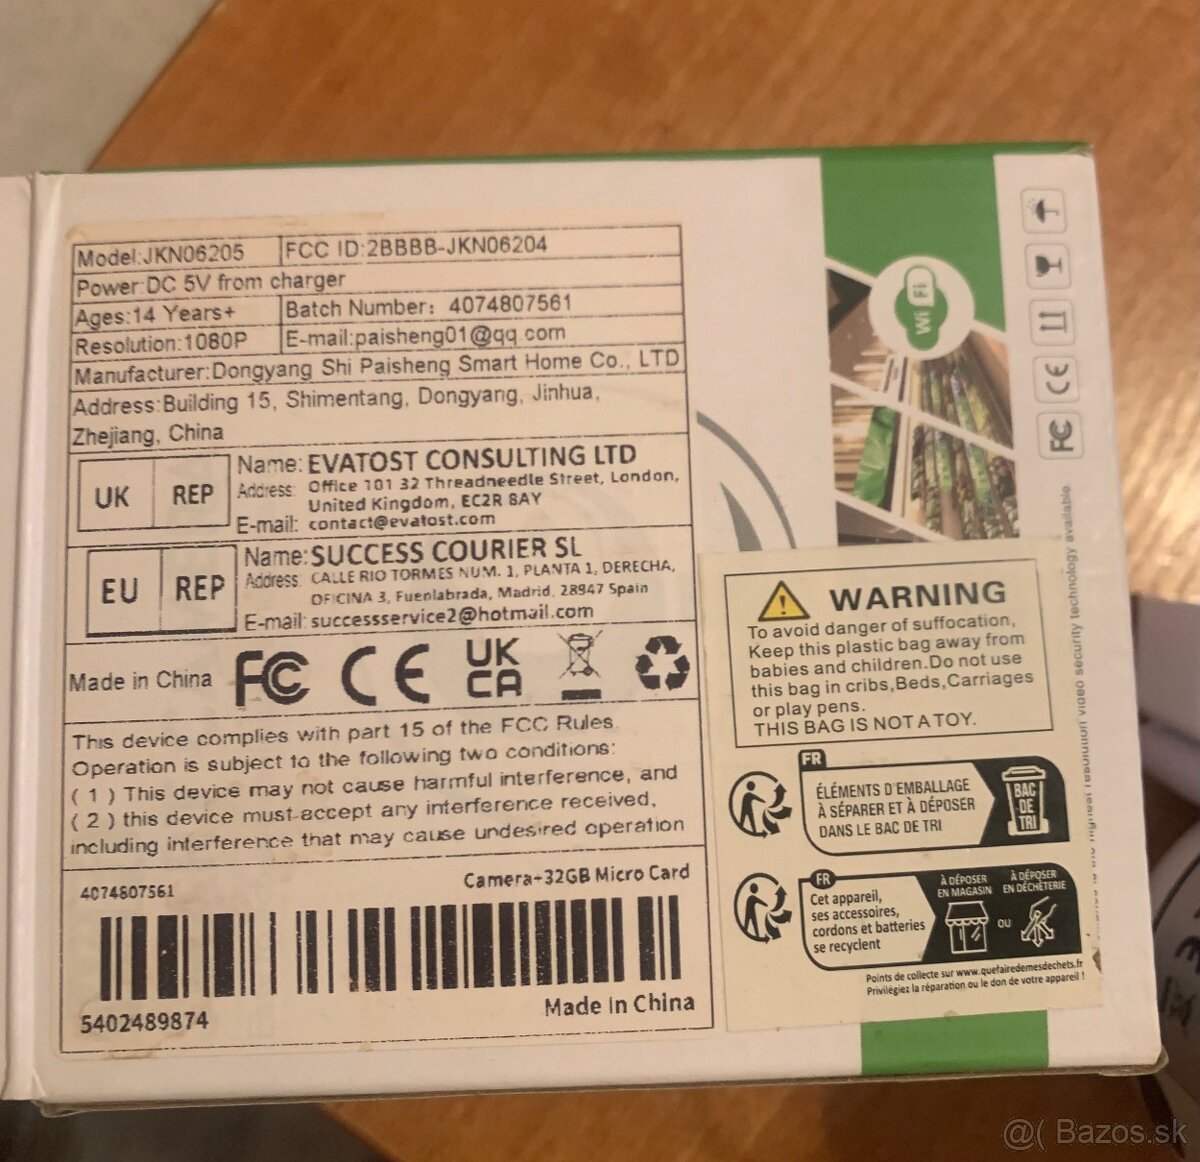 Model:JKN06205
FCC ID:2BBBB-JKN06204
Power:DC 5V from charger
Ages:14 Years+
Batch Number: 4074807561
Resolution:1080P
E-mail:paisheng01@qq com
Manufacturer:Dongyang Shi Paisheng Smart Home Co., LTD
Address:Building 15, Shimentang, Dongyang, Jinhua,
Zhejiang, China
UK REP
Name: EVATOST CONSULTING LTD
Address: Office 101 32 Threadneedle Street, London,
United Kingdom, EC2R 8AY
E-mail: contact@evatost.com
EU REP
Name: SUCCESS COURIER SL
Address: CALLE RIO TORMES NUM. 1, PLANTA 1, DERECHA,
OFICINA 3, Fuenlabrada, Madrid, 28947 Spain
E-mail: successservice2@hotmail.com
Made in China FC CE UK
CA
This device complies with part 15 of the FCC Rules.
Operation is subject to the following two conditions:
( 1 ) This device may not cause harmful interference, and
( 2 ) this device must accept any interference received,
including interference that may cause undesired operation
4074807561
Camera+32GB Micro Card
5402489874
Made In China
WiFi
CE
FC
video security technology available.
WARNING
To avoid danger of suffocation,
Keep this plastic bag away from
babies and children.Do not use
this bag in cribs,Beds,Carriages
or play pens.
THIS BAG IS NOT A TOY.
FR
ÉLÉMENTS D'EMBALLAGE
À SÉPARER ET À DÉPOSER
DANS LE BAC DE TRI
BAC
DE
TRI
FR
Cet appareil,
ses accessoires,
cordons et batteries
se recyclent
À DÉPOSER
EN MAGASIN
OU
À DÉPOSER
EN DÉCHÈTERIE
Points de collecte sur www.quefairedemesdechets.fr
Privilégiez la réparation ou le don de votre appareil !
@( Bazos.sk